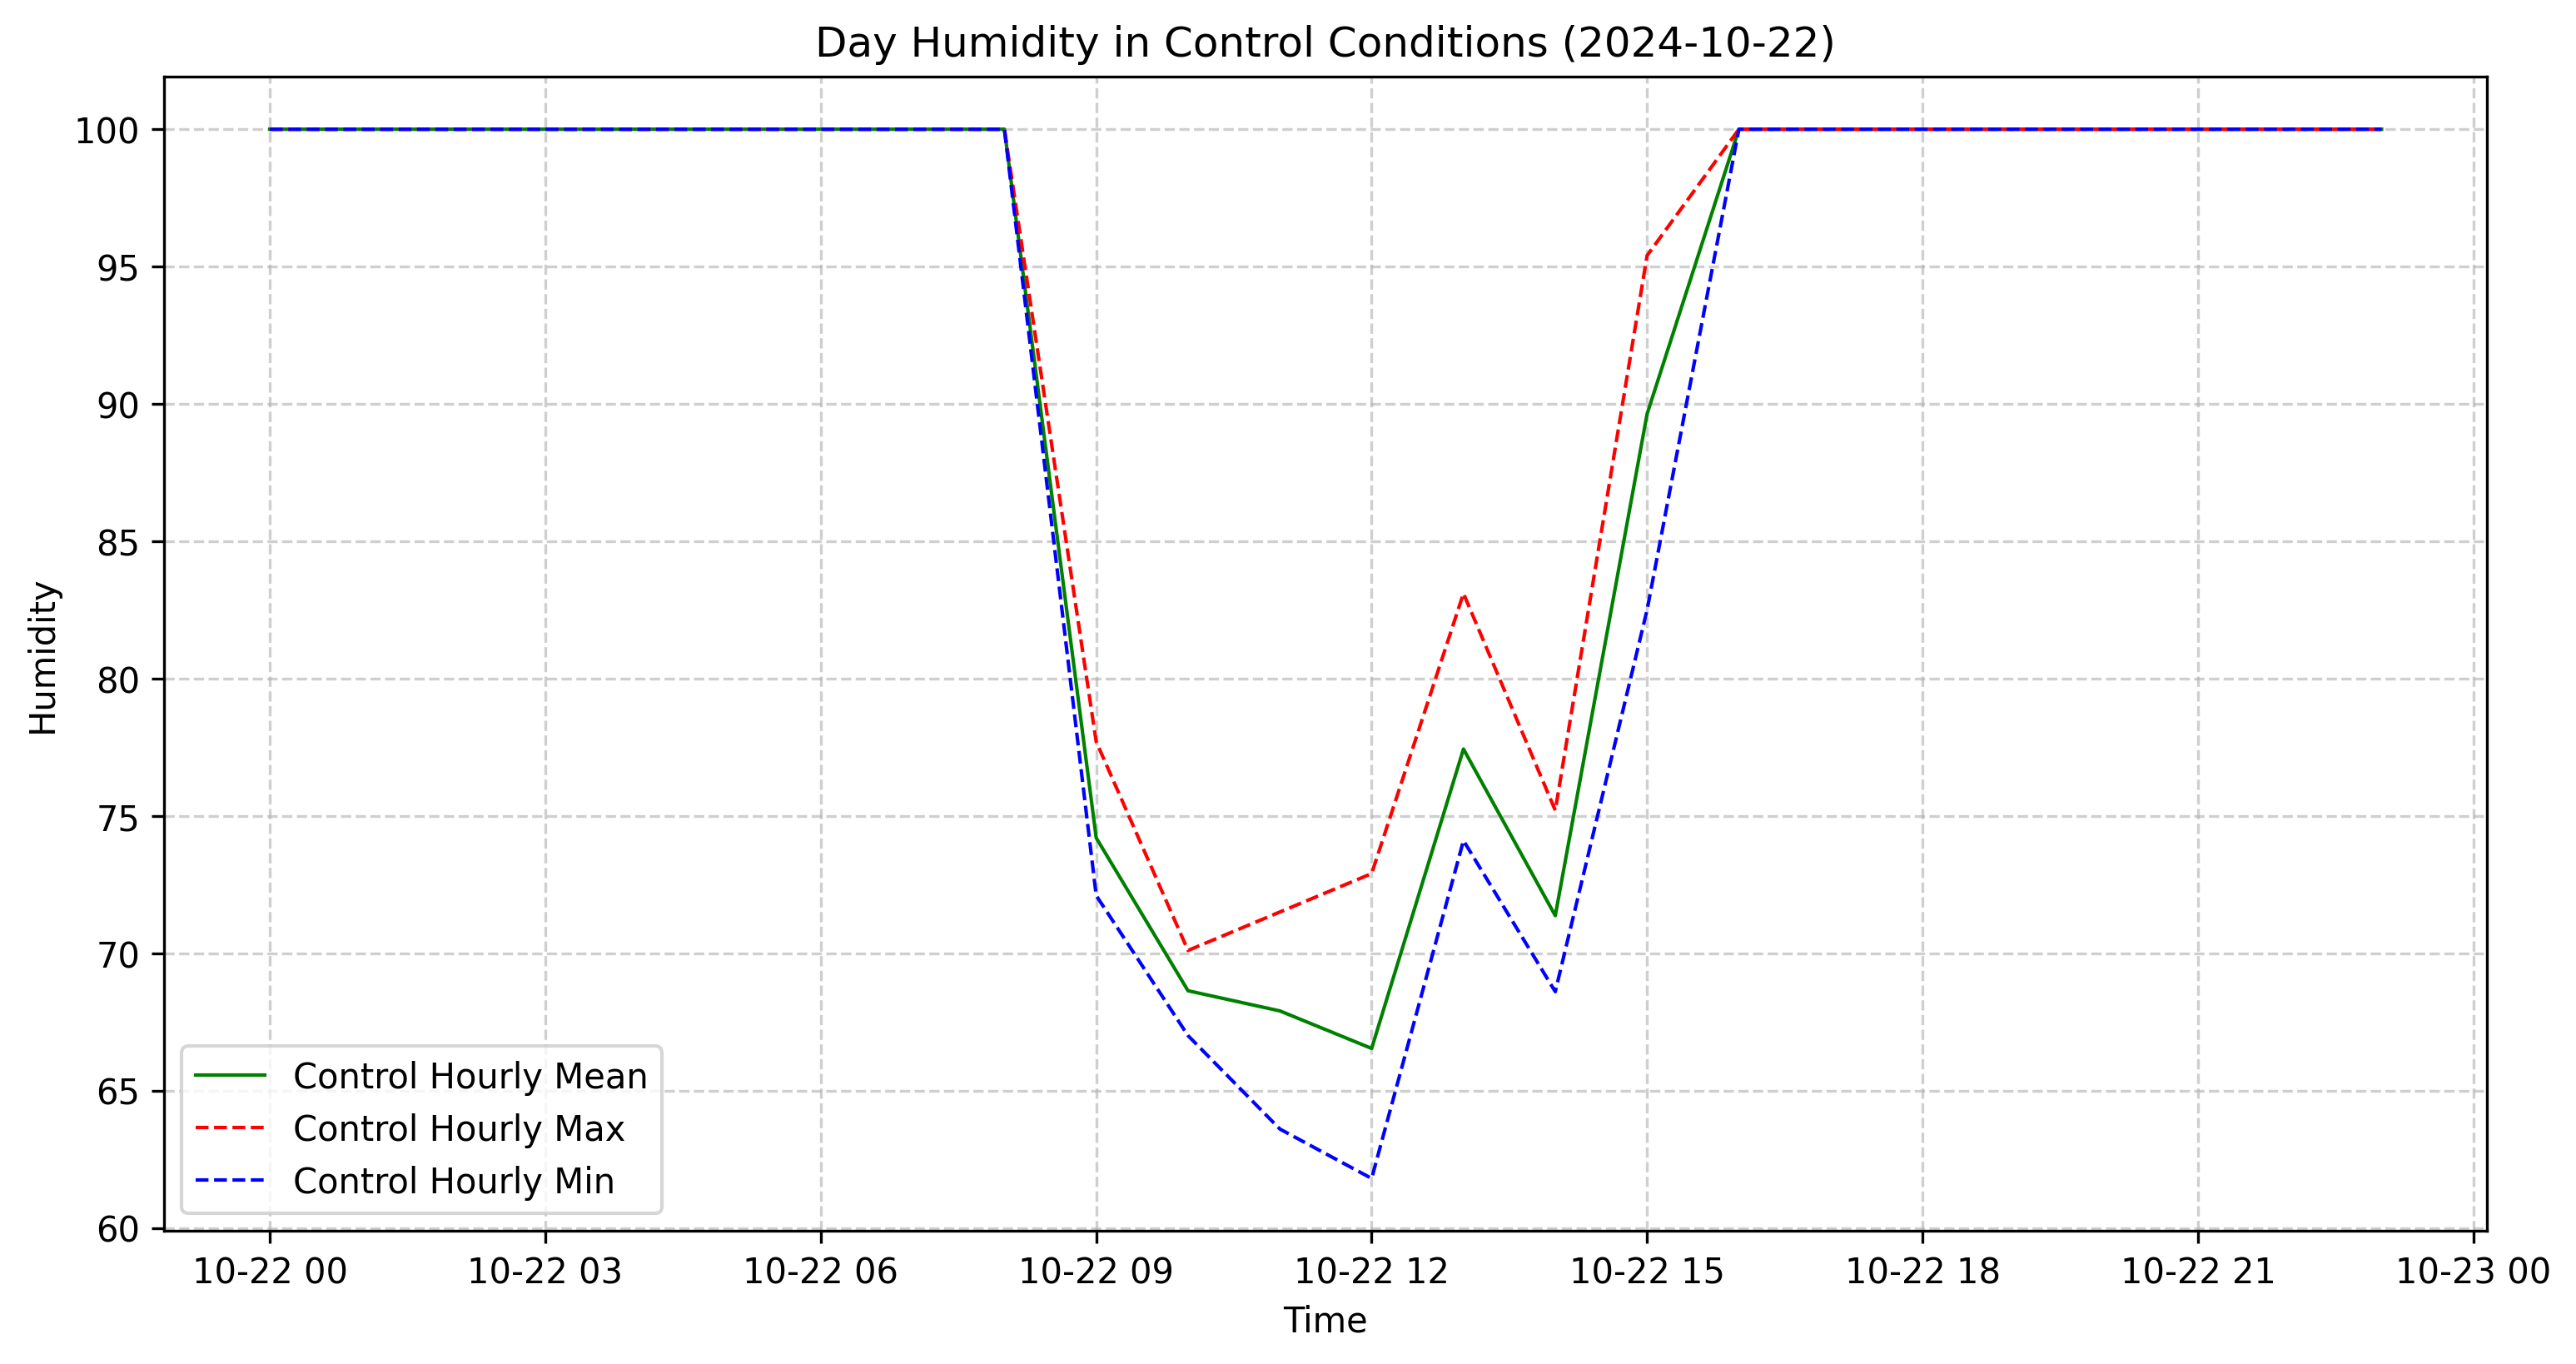 Day Humidity in Control Conditions (2024-10-22)
100
95
90
85
80
75
70
65
60
Humidity
Control Hourly Mean
Control Hourly Max
Control Hourly Min
10-22 00 10-22 03 10-22 06 10-22 09 10-22 12 10-22 15 10-22 18 10-22 21 10-23 00
Time